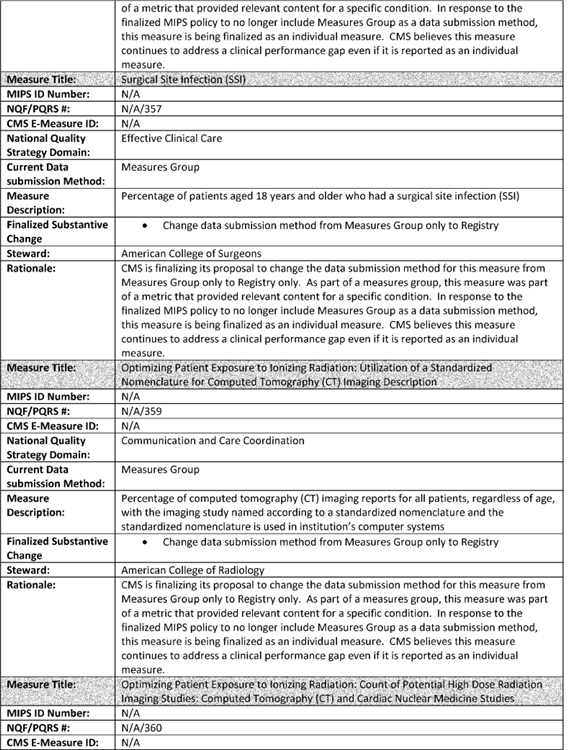 of a metric that provided relevant content for a specific condition. In response to the
finalized MIPS policy to no longer include Measures Group as a data submission method,
this measure is being finalized as an individual measure. CMS believes this measure
continues to address a clinical performance gap even if it is reported as an individual
measure.
Measure Title: Surgical Site Infection (SSI)
MIPS ID Number: N/A
NQF/PQRS #: N/A/357
CMS E-Measure ID: N/A
National Quality Effective Clinical Care
Strategy Domain:
Current Data Measures Group
submission Method:
Measure Percentage of patients aged 18 years and older who had a surgical site infection (SSI)
Description:
Finalized Substantive • Change data submission method from Measures Group only to Registry
Change
Steward: American College of Surgeons
Rationale: CMS is finalizing its proposal to change the data submission method for this measure from
Measures Group only to Registry only. As part of a measures group, this measure was part
of a metric that provided relevant content for a specific condition. In response to the
finalized MIPS policy to no longer include Measures Group as a data submission method,
this measure is being finalized as an individual measure. CMS believes this measure
continues to address a clinical performance gap even if it is reported as an individual
measure.
Measure Title: Optimizing Patient Exposure to Ionizing Radiation: Utilization of a Standardized
Nomenclature for Computed Tomography (CT) Imaging Description
MIPS ID Number: N/A
NQF/PQRS #: N/A/359
CMS E-Measure ID: N/A
National Quality Communication and Care Coordination
Strategy Domain:
Current Data Measures Group
submission Method:
Measure Percentage of computed tomography (CT) imaging reports for all patients, regardless of age,
Description: with the imaging study named according to a standardized nomenclature and the
standardized nomenclature is used in institution's computer systems
Finalized Substantive • Change data submission method from Measures Group only to Registry
Change
Steward: American College of Radiology
Rationale: CMS is finalizing its proposal to change the data submission method for this measure from
Measures Group only to Registry only. As part of a measures group, this measure was part
of a metric that provided relevant content for a specific condition. In response to the
finalized MIPS policy to no longer include Measures Group as a data submission method,
this measure is being finalized as an individual measure. CMS believes this measure
continues to address a clinical performance gap even if it is reported as an individual
measure.
Measure Title: Optimizing Patient Exposure to Ionizing Radiation: Count of Potential High Dose Radiation
Imaging Studies: Computed Tomography (CT) and Cardiac Nuclear Medicine Studies
MIPS ID Number: N/A
NQF/PQRS #: N/A/360
CMS E-Measure ID: N/A